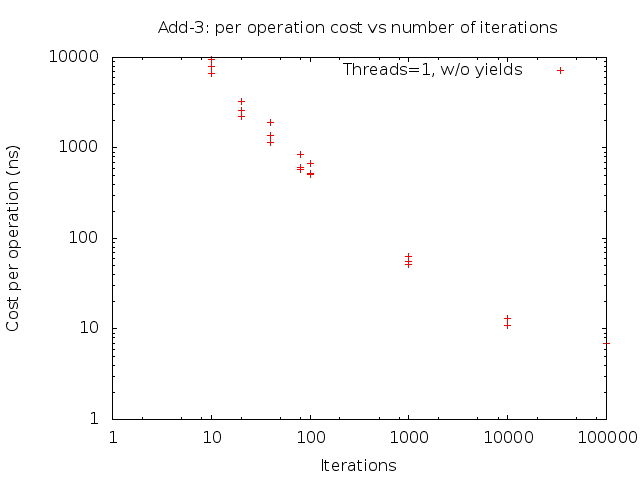 Add-3: per operation cost vs number of iterations
Threads=1, w/o yields
Cost per operation (ns)
10000
1000
100
10
1
1 10 100 1000 10000 100000
Iterations